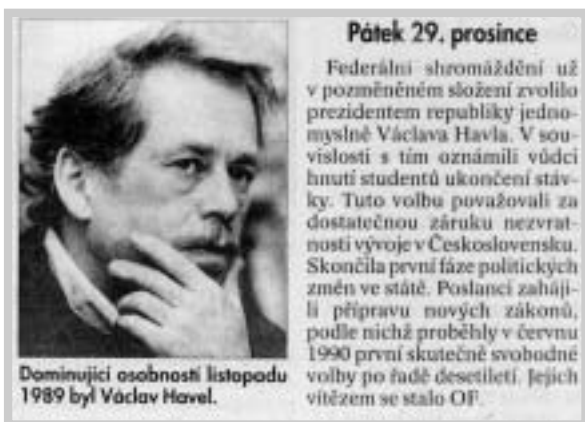 Pátek 29. prosince
Federální shromáždění už
v pozměněném složení zvolilo
prezidentem republiky jedno-
myslně Václava Havla. V sou-
vislosti s tím oznámili vůdci
hnutí studentů ukončení stáv-
ky. Tuto volbu považovali za
dostatečnou záruku nezvrat-
nosti vývoje v Československu.
Skončila první fáze politických
změn ve státě. Poslanci zaháji-
li přípravu nových zákonů,
podle nichž proběhly v červnu
1990 první skutečně svobodné
volby po řadě desetiletí. Jejich
vítězem se stalo OF.
Dominující osobností listopadu
1989 byl Václav Havel.